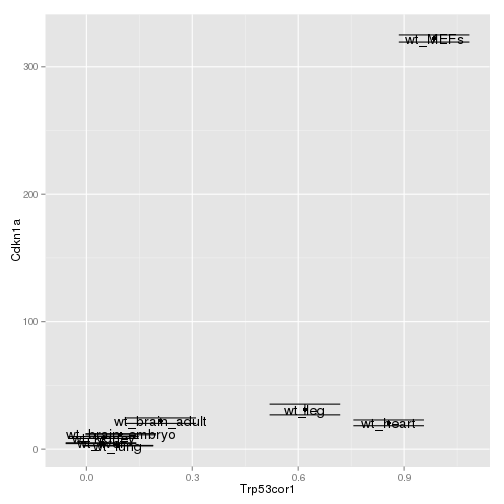 wt_MEFs
300
200
Cdkn1a
100
wt_leg
wt_brain_adult
wt_heart
wt_brain_embryo
wt_lung
0
0.0 0.3 0.6 0.9
Trp53cor1